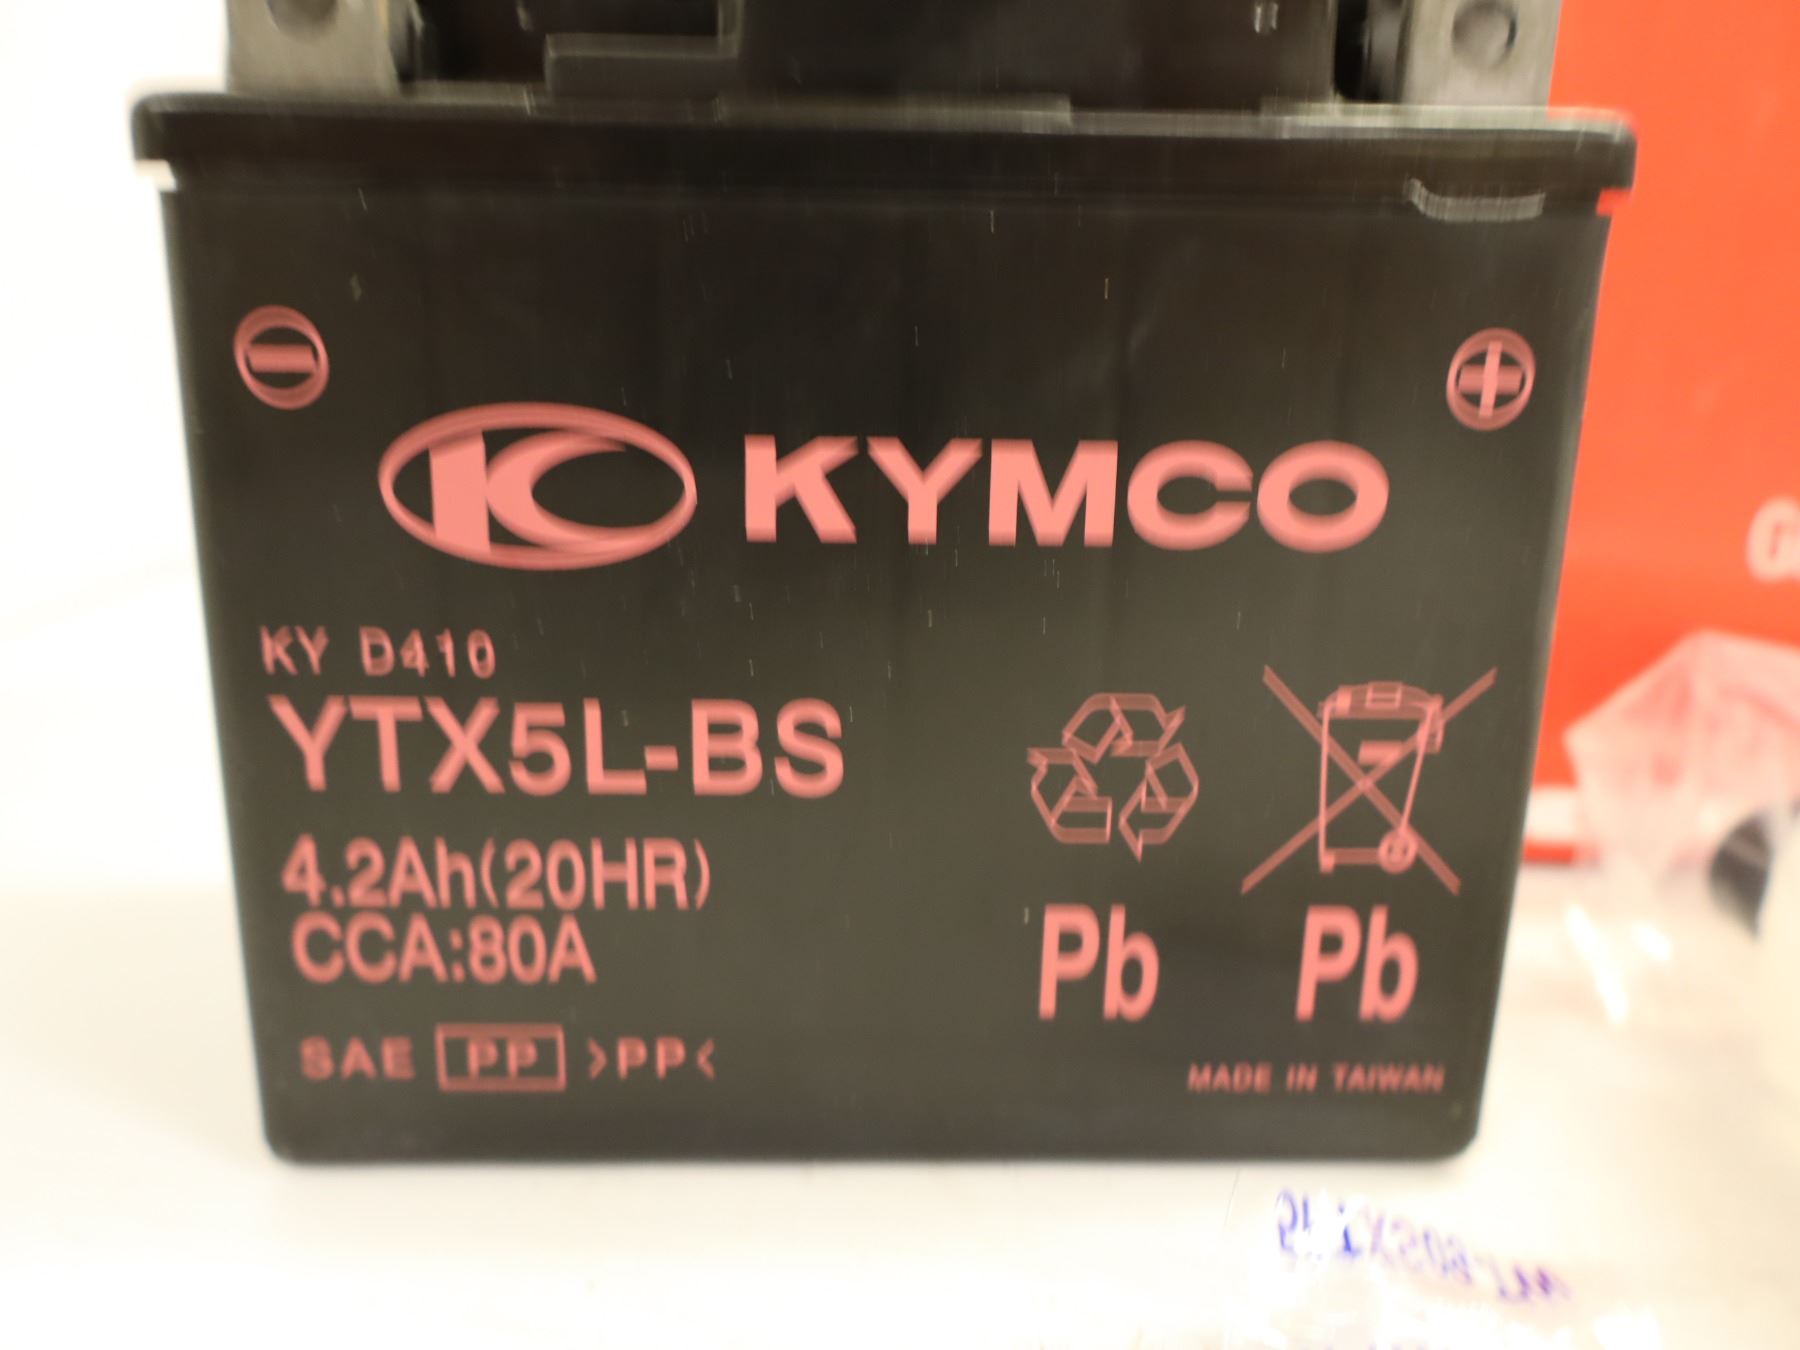 KYMCO
KY D410
YTX5L-BS
4.2Ah(20HR)
CCA:80A
Pb Pb
SAE PP >PP<
MADE IN TAIWAN